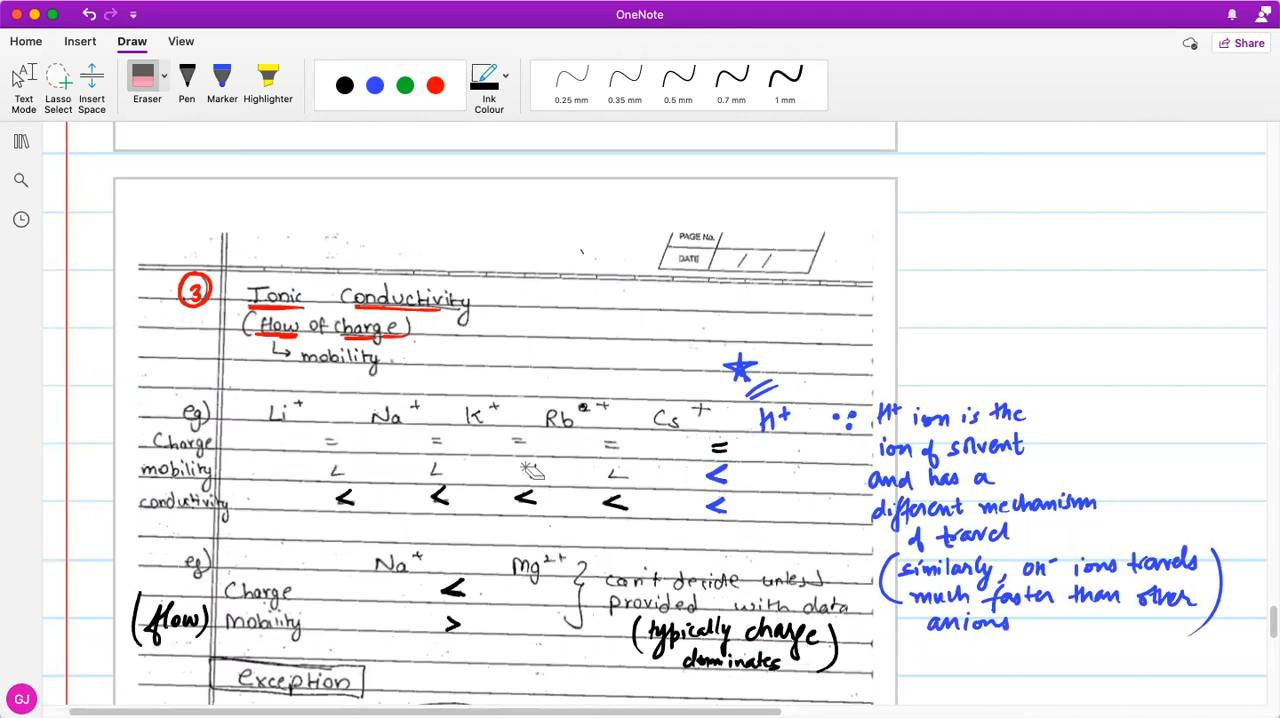 OneNote
Home Insert Draw View
Share
Text Mode
Lasso Select
Insert Space
Eraser
Pen
Marker
Highlighter
Ink Colour
0.25 mm 0.35 mm 0.5 mm 0.7 mm 1 mm
PAGE No.
DATE / /
3 Ionic Conductivity
(flow of charge)
↳ mobility
eg) Li+ Na+ K+ Rb+ Cs+ H+
Charge = = = = =
mobility < < < <
conductivity < < < < <
∵ H+ ion is the
ion of solvent
and has a
different mechanism
of travel
(similarly, OH- ions travels
much faster than other
anions)
eg) Na+ Mg2+
Charge <
(flow) Mobility >
can't decide unless
provided with data
(typically charge
dominates)
Exception
GJ